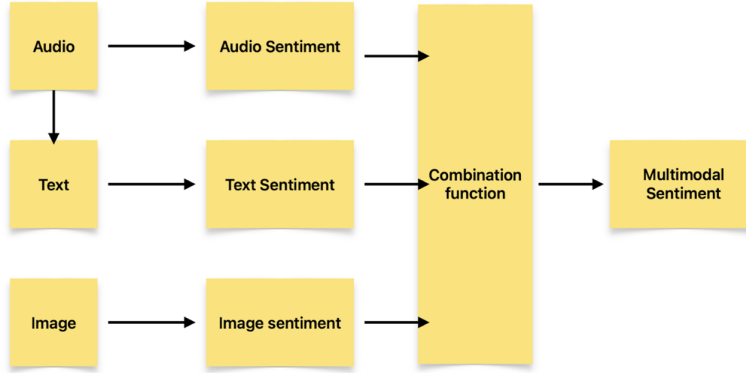 Audio
Audio Sentiment
Text
Text Sentiment
Combination
function
Multimodal
Sentiment
Image
Image sentiment